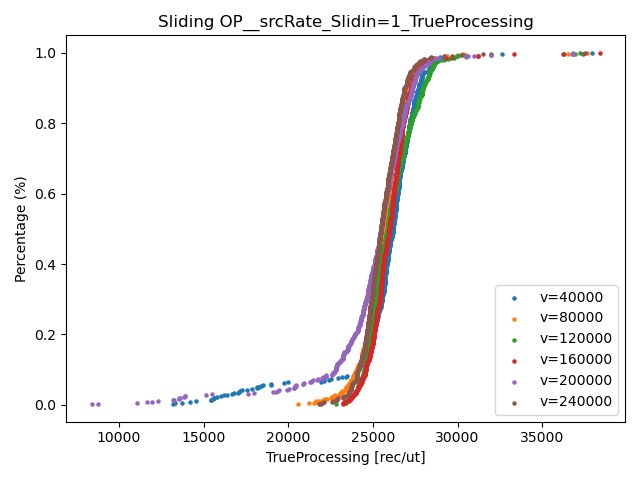 Sliding OP__srcRate_Slidin=1_TrueProcessing
1.0
0.8
0.6
0.4
0.2
0.0
Percentage (%)
10000 15000 20000 25000 30000 35000
TrueProcessing [rec/ut]
v=40000
v=80000
v=120000
v=160000
v=200000
v=240000